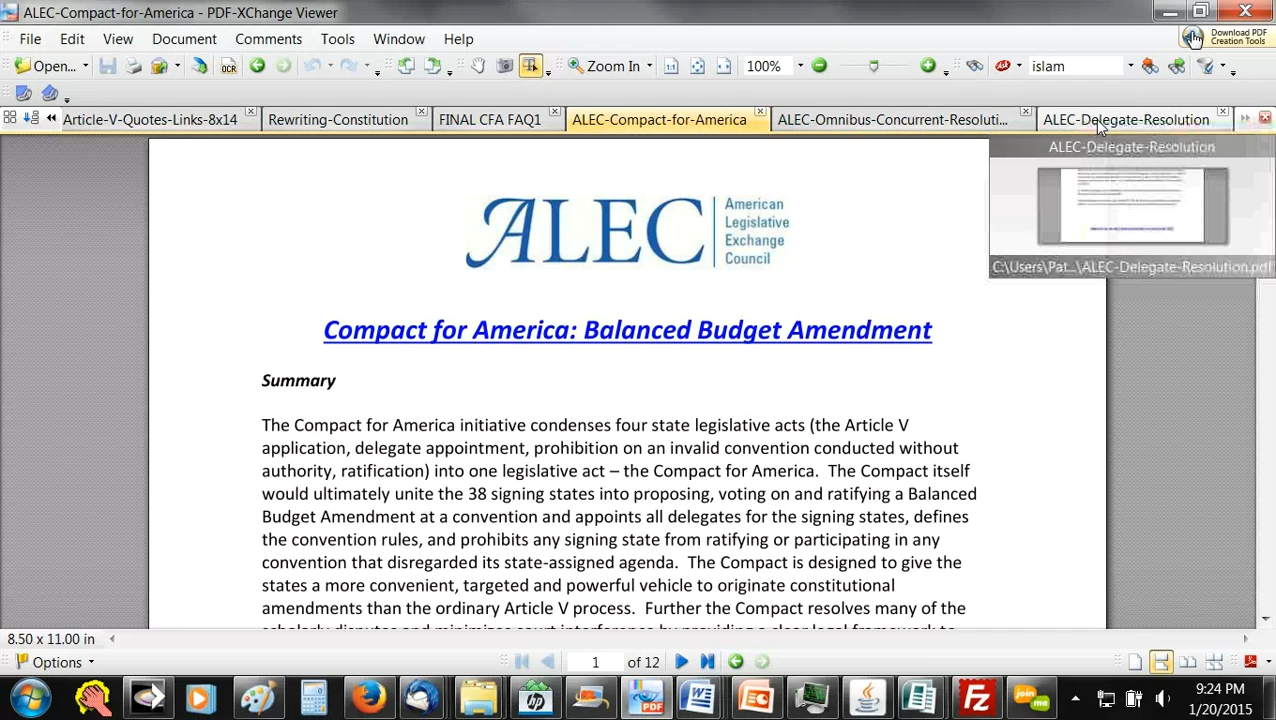 ALEC-Compact-for-America - PDF-XChange Viewer
File Edit View Document Comments Tools Window Help
Download PDF
Creation Tools
Open... OCR Zoom In 100% islam
Article-V-Quotes-Links-8x14 Rewriting-Constitution FINAL CFA FAQ1 ALEC-Compact-for-America ALEC-Omnibus-Concurrent-Resoluti... ALEC-Delegate-Resolution
ALEC-Delegate-Resolution
C:\Users\Pat...\ALEC-Delegate-Resolution.pdf
ALEC
American
Legislative
Exchange
Council
Compact for America: Balanced Budget Amendment
Summary
The Compact for America initiative condenses four state legislative acts (the Article V
application, delegate appointment, prohibition on an invalid convention conducted without
authority, ratification) into one legislative act – the Compact for America.  The Compact itself
would ultimately unite the 38 signing states into proposing, voting on and ratifying a Balanced
Budget Amendment at a convention and appoints all delegates for the signing states, defines
the convention rules, and prohibits any signing state from ratifying or participating in any
convention that disregarded its state-assigned agenda.  The Compact is designed to give the
states a more convenient, targeted and powerful vehicle to originate constitutional
amendments than the ordinary Article V process.  Further the Compact resolves many of the
8.50 x 11.00 in
Options 1 of 12
hp PDF W P Fz join me
9:24 PM
1/20/2015